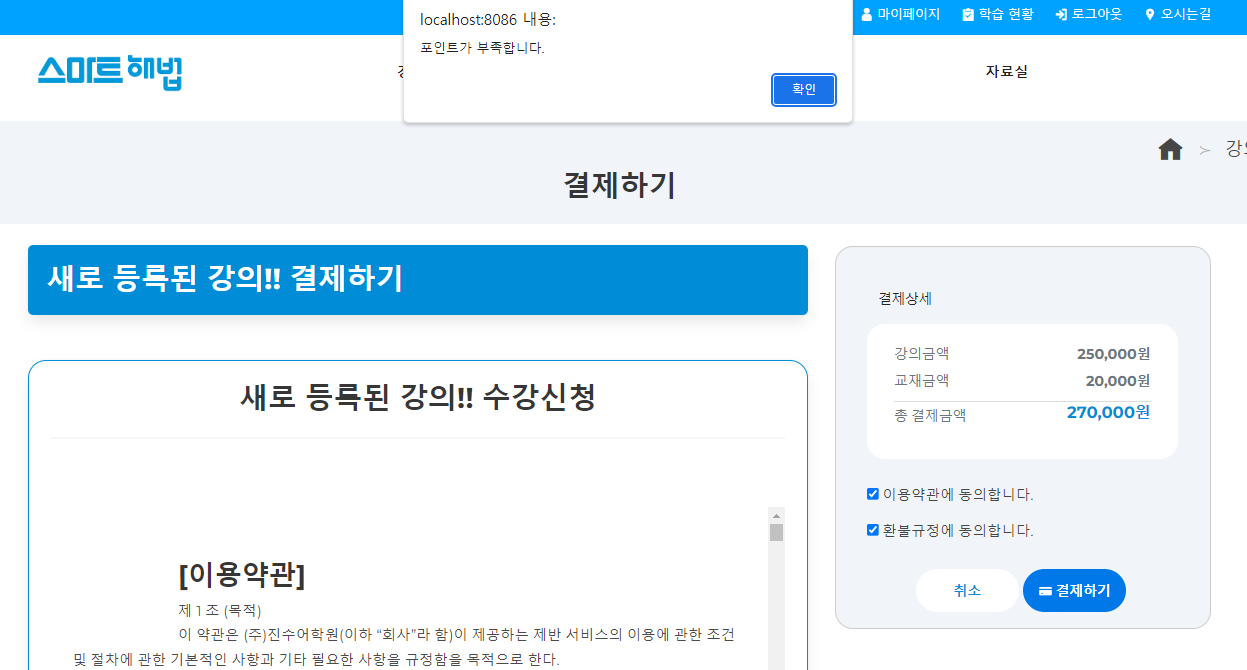 localhost:8086 내용:
포인트가 부족합니다.
확인
마이페이지 학습 현황 로그아웃 오시는길
스마트해법
자료실
결제하기
새로 등록된 강의!! 결제하기
새로 등록된 강의!! 수강신청
[이용약관]
제 1 조 (목적)
이 약관은 (주)진수어학원(이하 “회사”라 함)이 제공하는 제반 서비스의 이용에 관한 조건
및 절차에 관한 기본적인 사항과 기타 필요한 사항을 규정함을 목적으로 한다.
결제상세
강의금액 250,000원
교재금액 20,000원
총 결제금액 270,000원
이용약관에 동의합니다.
환불규정에 동의합니다.
취소 결제하기